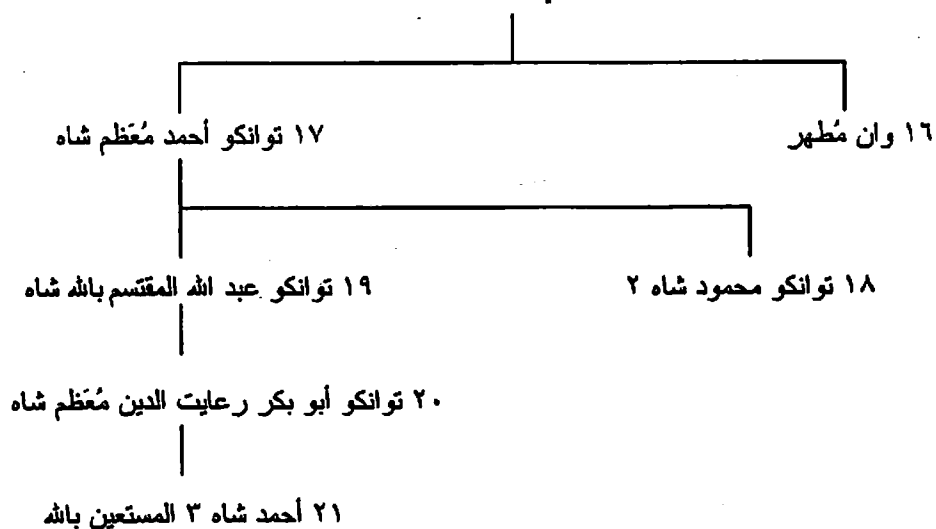 ١٦ وان مُطهر
١٧ توانكو أحمد مُعَظم شاه
١٨ توانكو محمود شاه ٢
١٩ توانكو عبد الله المقتسم بالله شاه
٢٠ توانكو أبو بكر رعايت الدين مُعَظم شاه
٢١ أحمد شاه ٣ المستعين بالله